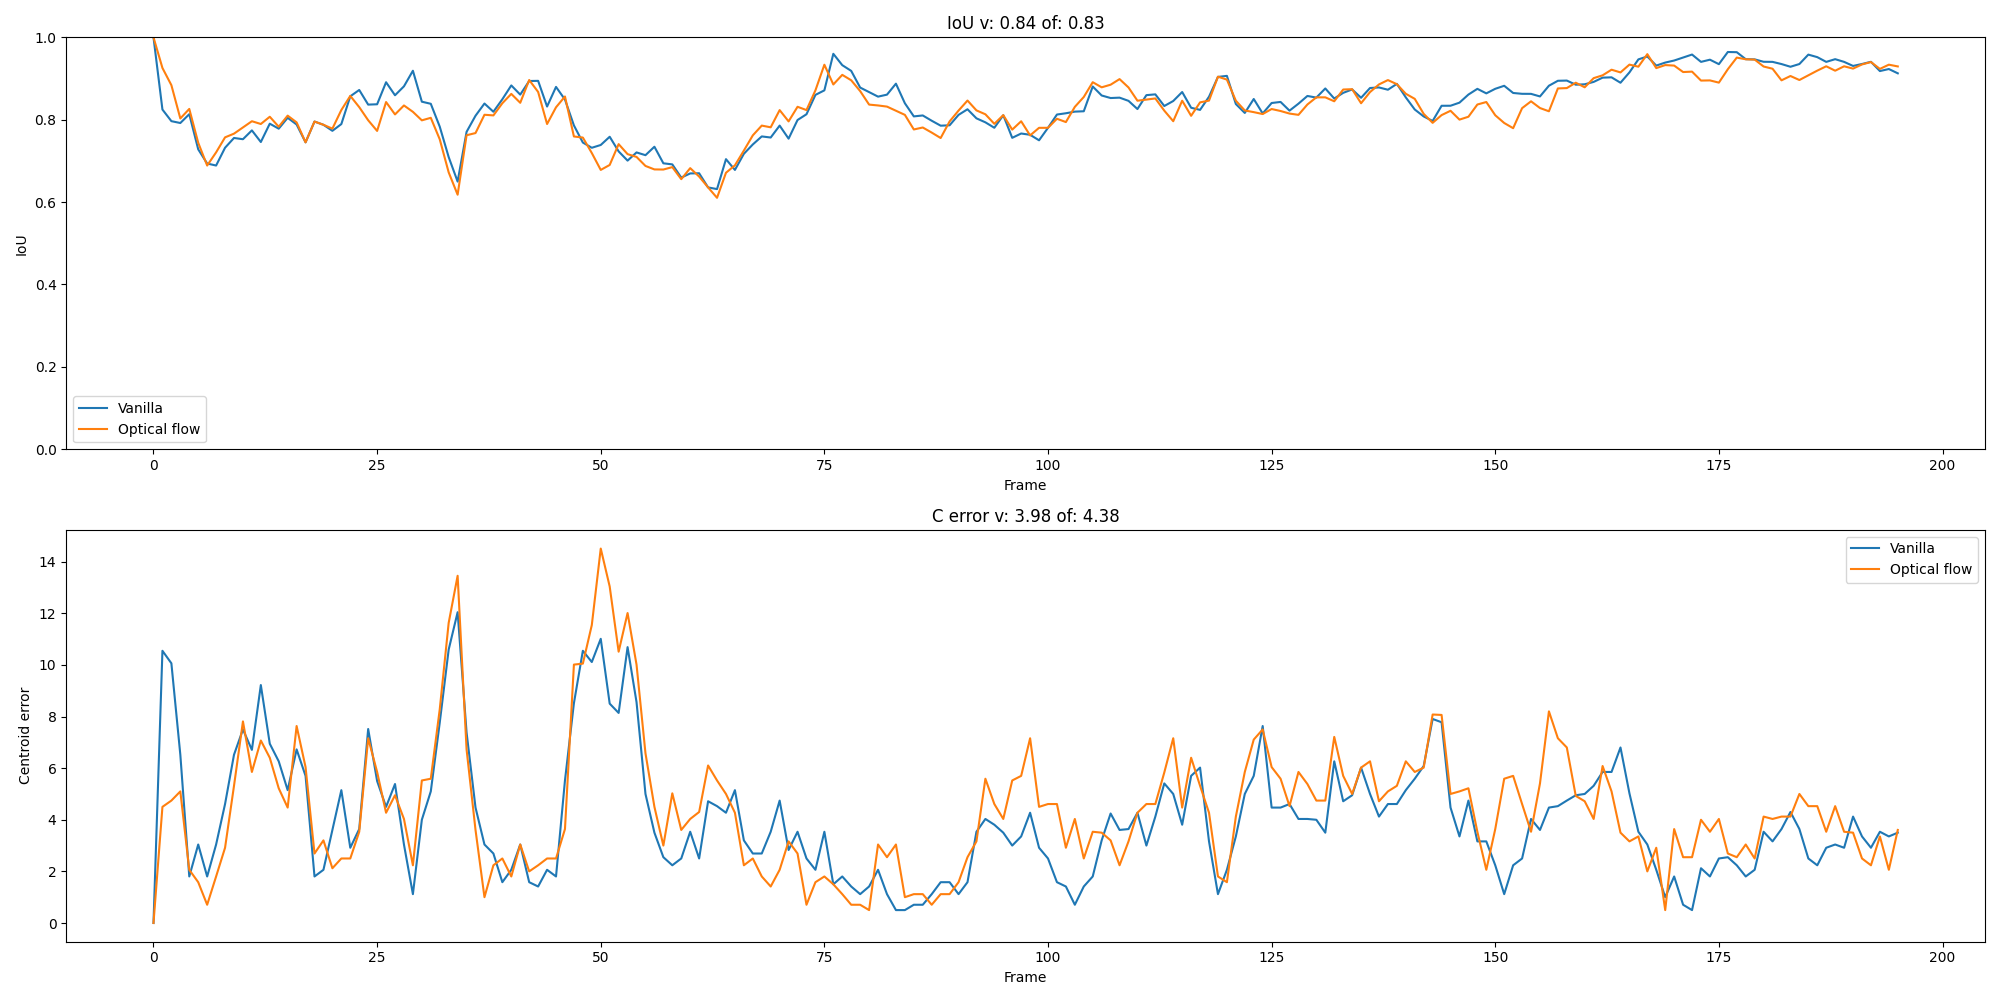 IoU v: 0.84 of: 0.83
1.0
0.8
0.6
0.4
0.2
0.0
IoU
Vanilla
Optical flow
0 25 50 75 100 125 150 175 200
Frame
C error v: 3.98 of: 4.38
14
12
10
8
6
4
2
0
Centroid error
Vanilla
Optical flow
0 25 50 75 100 125 150 175 200
Frame